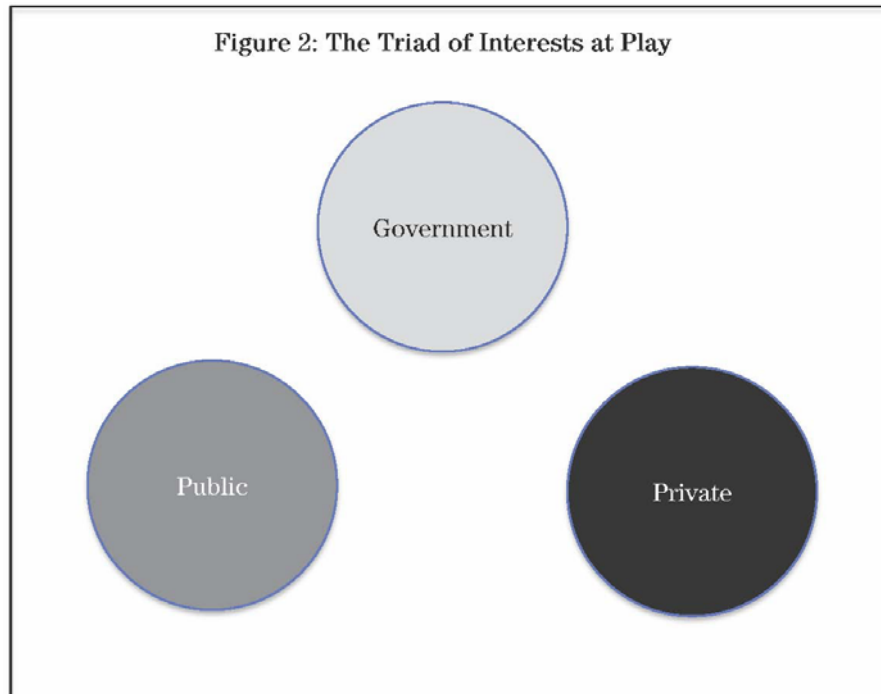 Figure 2: The Triad of Interests at Play
Government
Public
Private